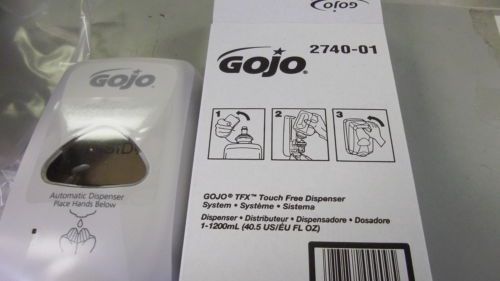 GOJO
Automatic Dispenser
Place Hands Below
GOJO®
2740-01
1
2
3
GOJO® TFX™ Touch Free Dispenser
System • Système • Sistema
Dispenser • Distributeur • Dispensadore • Dosadore
1-1200mL (40.5 US/EU FL OZ)